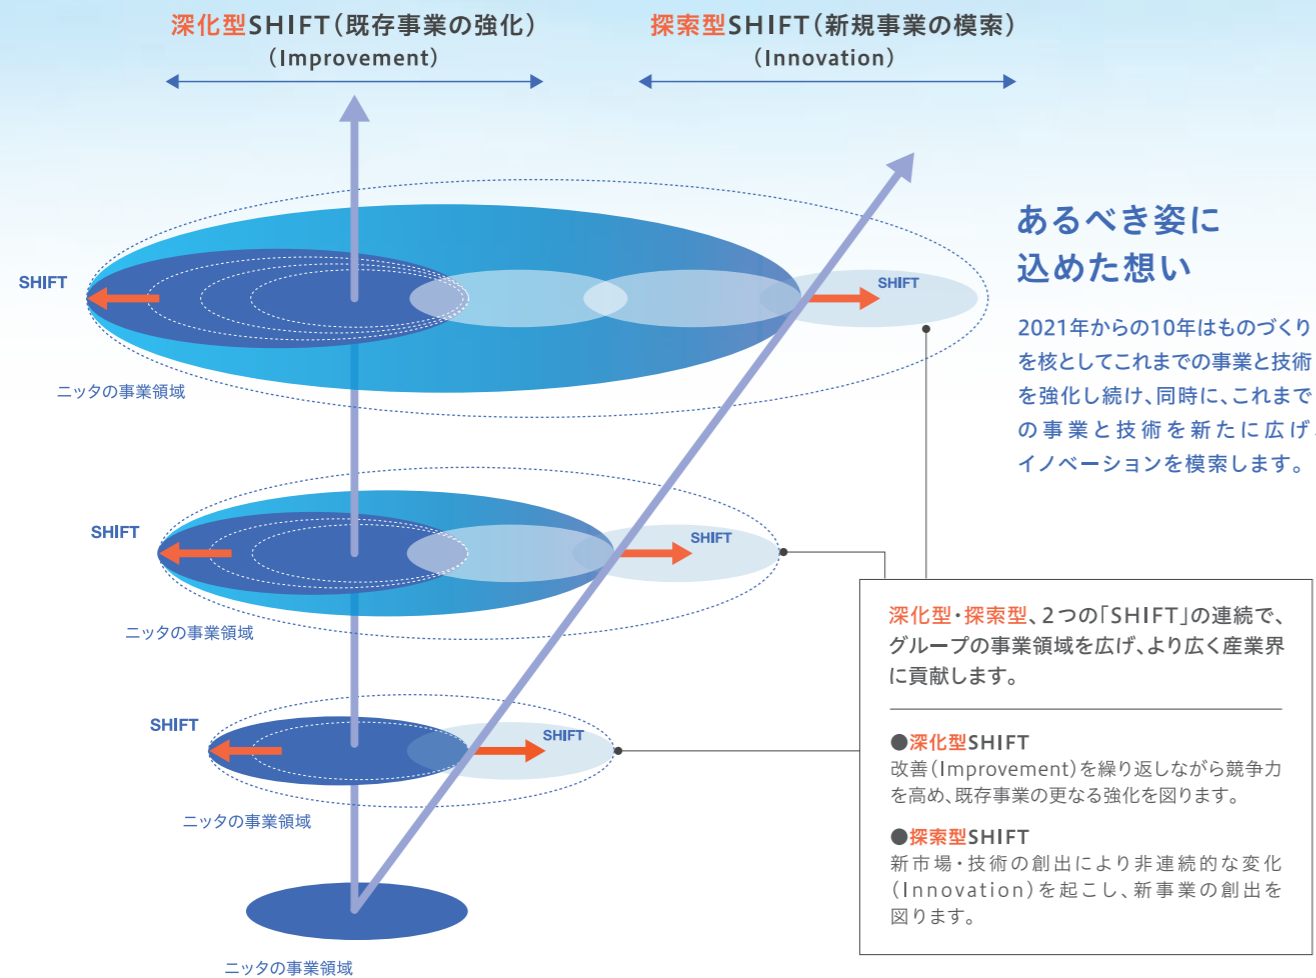 深化型SHIFT(既存事業の強化)
(Improvement)
探索型SHIFT(新規事業の模索)
(Innovation)
SHIFT
SHIFT
ニッタの事業領域
あるべき姿に
込めた想い
2021年からの10年はものづくり
を核としてこれまでの事業と技術
を強化し続け、同時に、これまで
の事業と技術を新たに広げ
イノベーションを模索します。
SHIFT
SHIFT
ニッタの事業領域
SHIFT
SHIFT
ニッタの事業領域
ニッタの事業領域
深化型・探索型、2つの「SHIFT」の連続で、
グループの事業領域を広げ、より広く産業界
に貢献します。
●深化型SHIFT
改善(Improvement)を繰り返しながら競争力
を高め、既存事業の更なる強化を図ります。
●探索型SHIFT
新市場・技術の創出により非連続的な変化
(Innovation)を起こし、新事業の創出を
図ります。